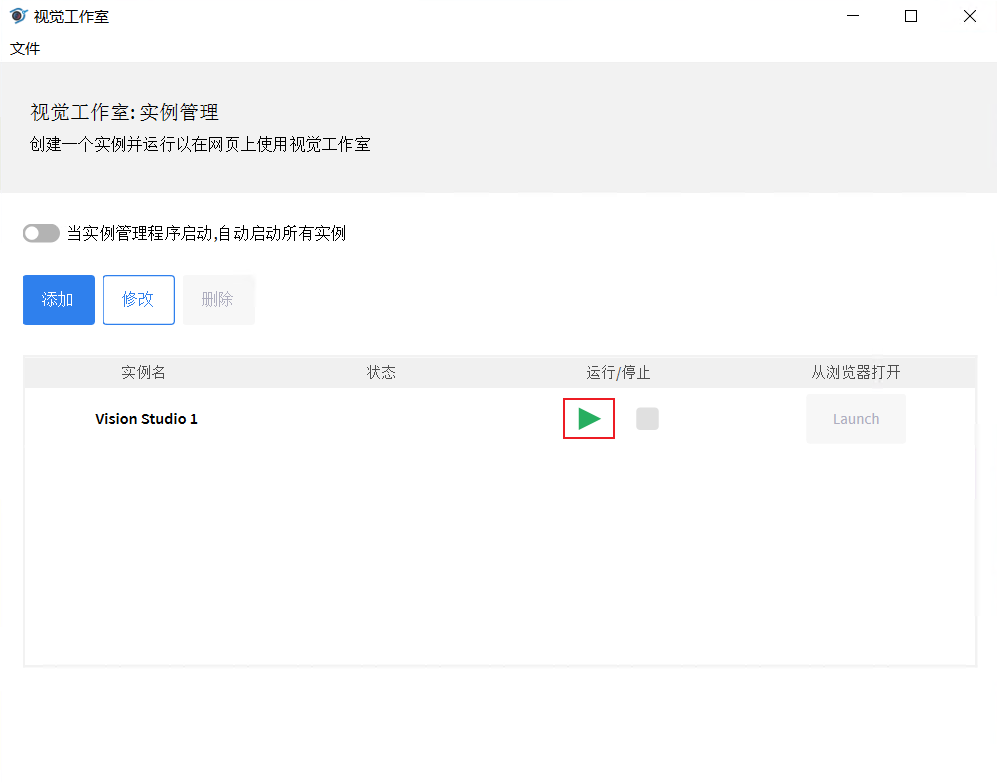 视觉工作室
文件
视觉工作室: 实例管理
创建一个实例并运行以在网页上使用视觉工作室
当实例管理程序启动,自动启动所有实例
添加 修改 删除
实例名 状态 运行/停止 从浏览器打开
Vision Studio 1 Launch